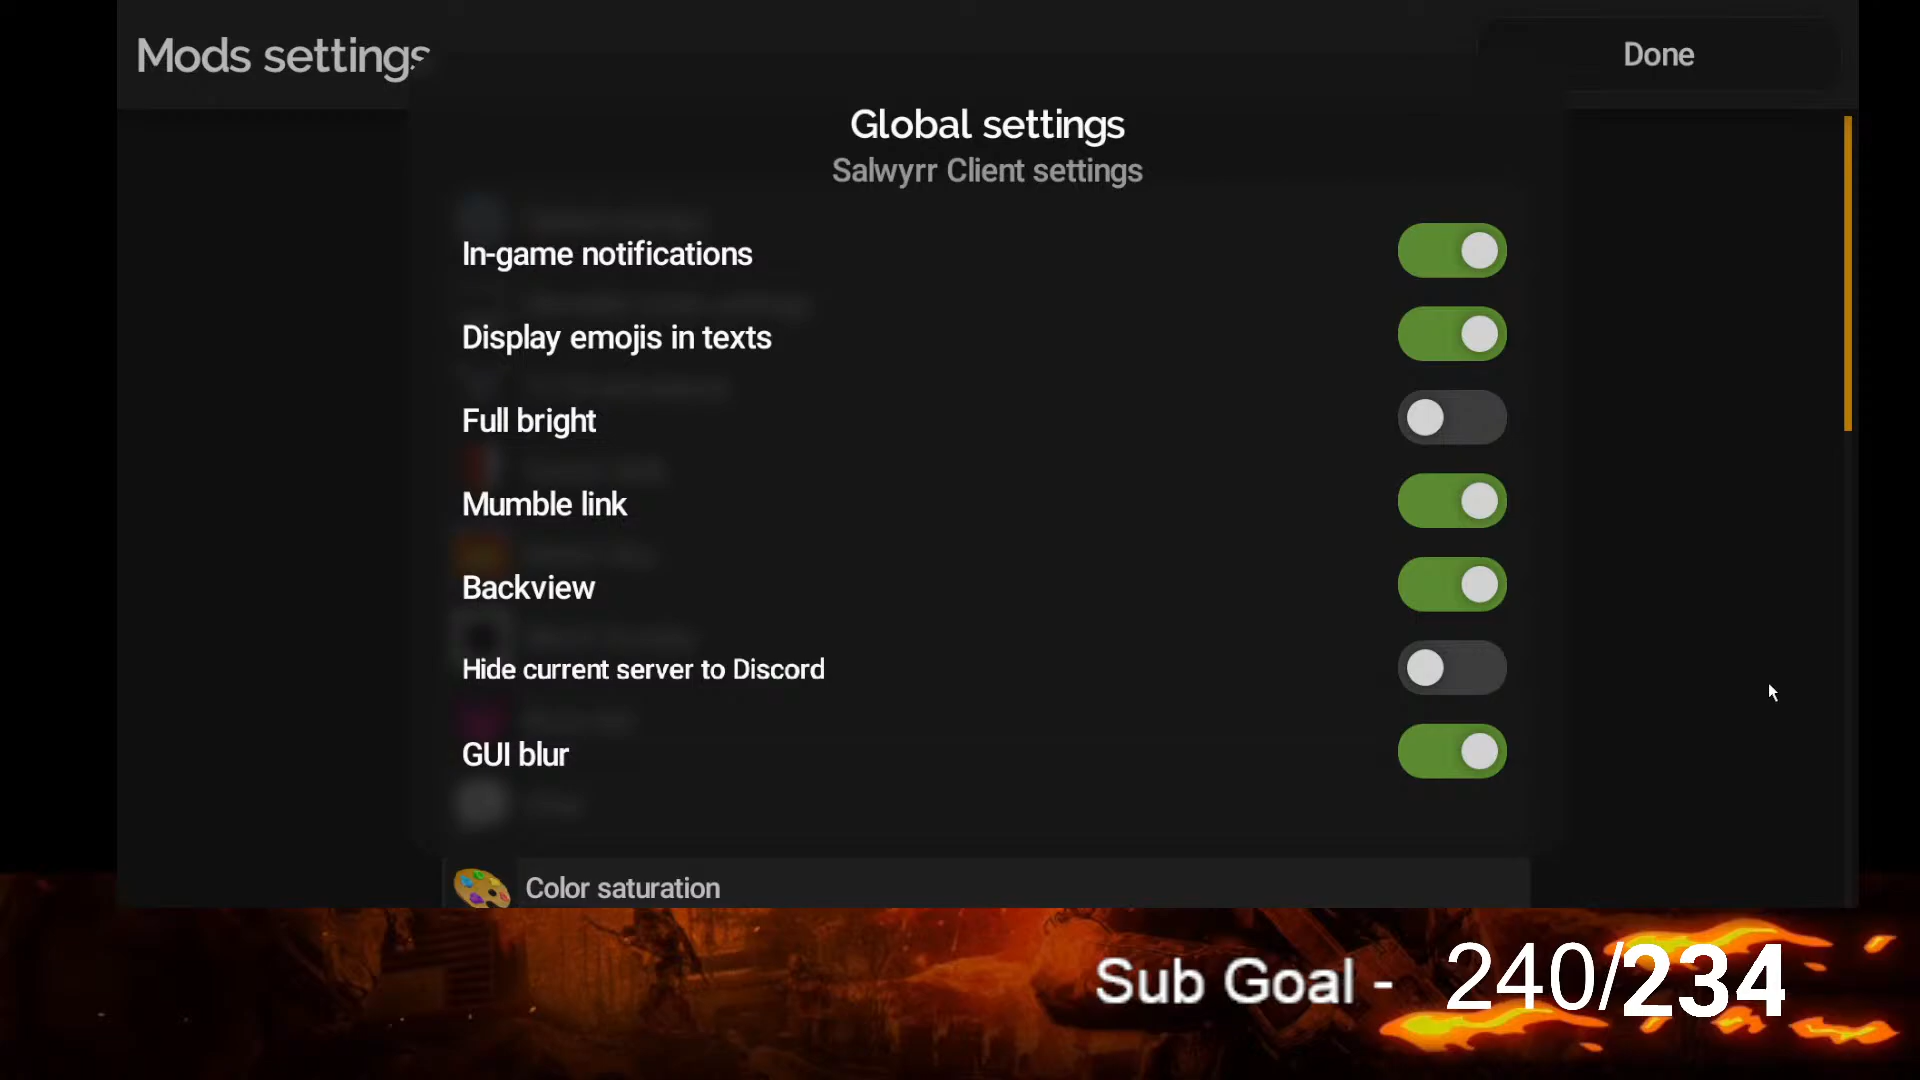 Mods settings
Done
Global settings
Salwyrr Client settings
In-game notifications
Display emojis in texts
Full bright
Mumble link
Backview
Hide current server to Discord
GUI blur
Color saturation
Sub Goal - 240/234